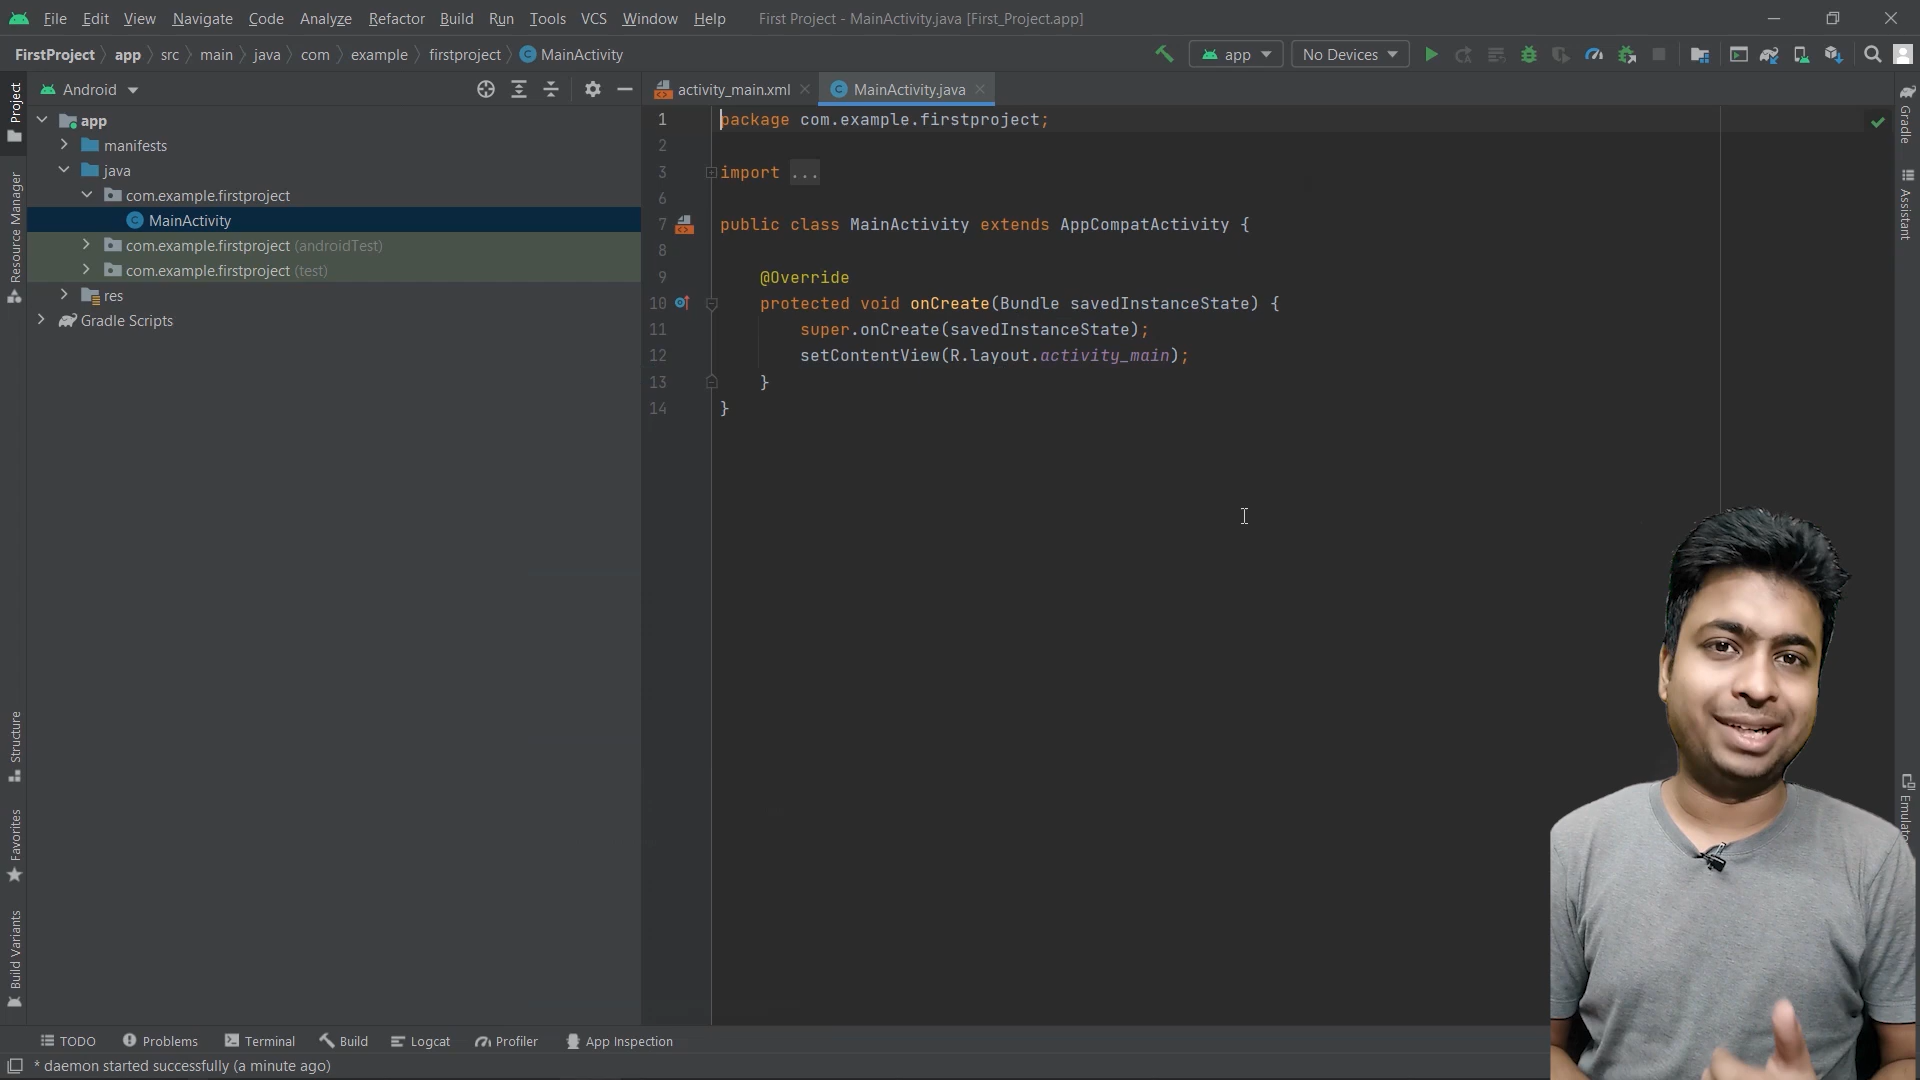 File Edit View Navigate Code Analyze Refactor Build Run Tools VCS Window Help First Project - MainActivity.java [First_Project.app]
FirstProject app src main java com example firstproject MainActivity app No Devices
Android
activity_main.xml MainActivity.java
app
manifests
java
com.example.firstproject
MainActivity
com.example.firstproject (androidTest)
com.example.firstproject (test)
res
Gradle Scripts
1 package com.example.firstproject;
2
3 import ...
6
7 public class MainActivity extends AppCompatActivity {
8
9 @Override
10 protected void onCreate(Bundle savedInstanceState) {
11 super.onCreate(savedInstanceState);
12 setContentView(R.layout.activity_main);
13 }
14 }
Project
Resource Manager
Structure
Favorites
Build Variants
Gradle
Assistant
Emulato
TODO Problems Terminal Build Logcat Profiler App Inspection
* daemon started successfully (a minute ago)